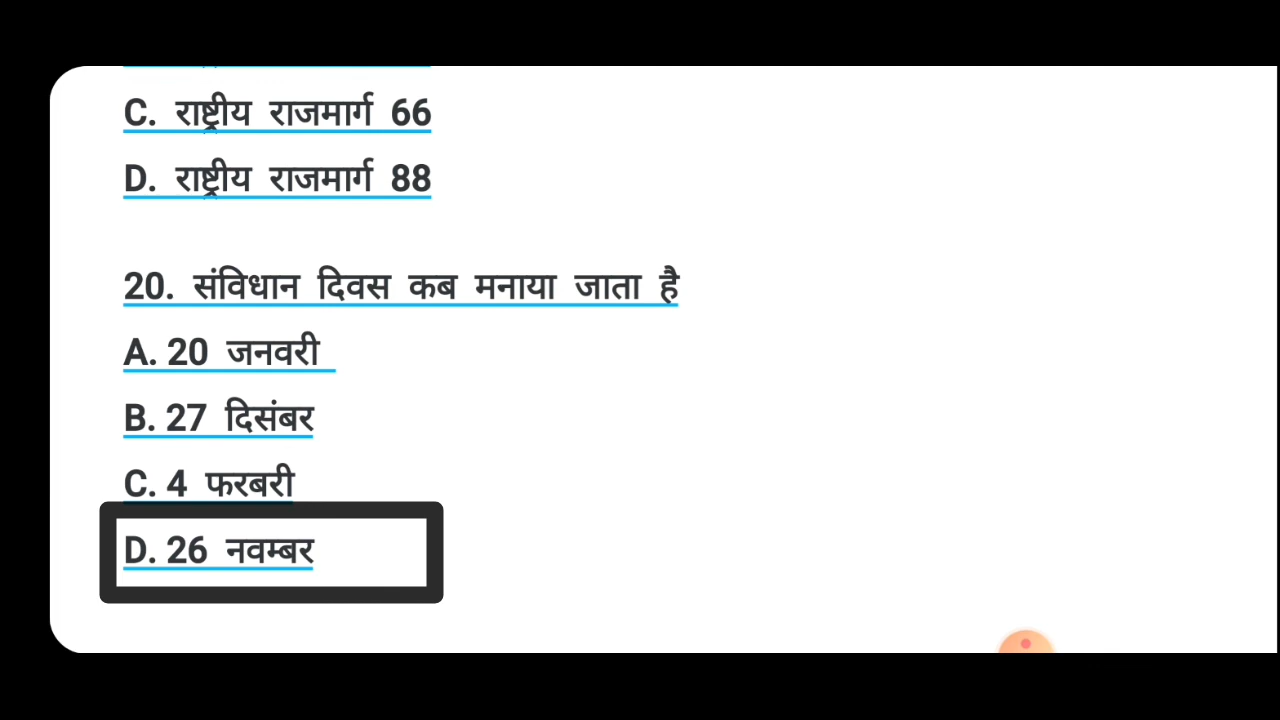 C. राष्ट्रीय राजमार्ग 66
D. राष्ट्रीय राजमार्ग 88
20. संविधान दिवस कब मनाया जाता है
A. 20 जनवरी
B. 27 दिसंबर
C. 4 फरबरी
D. 26 नवम्बर